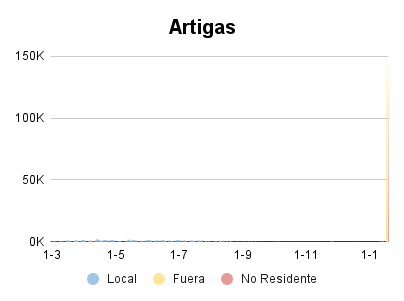 Artigas
150K
100K
50K
0K
1-3 1-5 1-7 1-9 1-11 1-1
Local Fuera No Residente